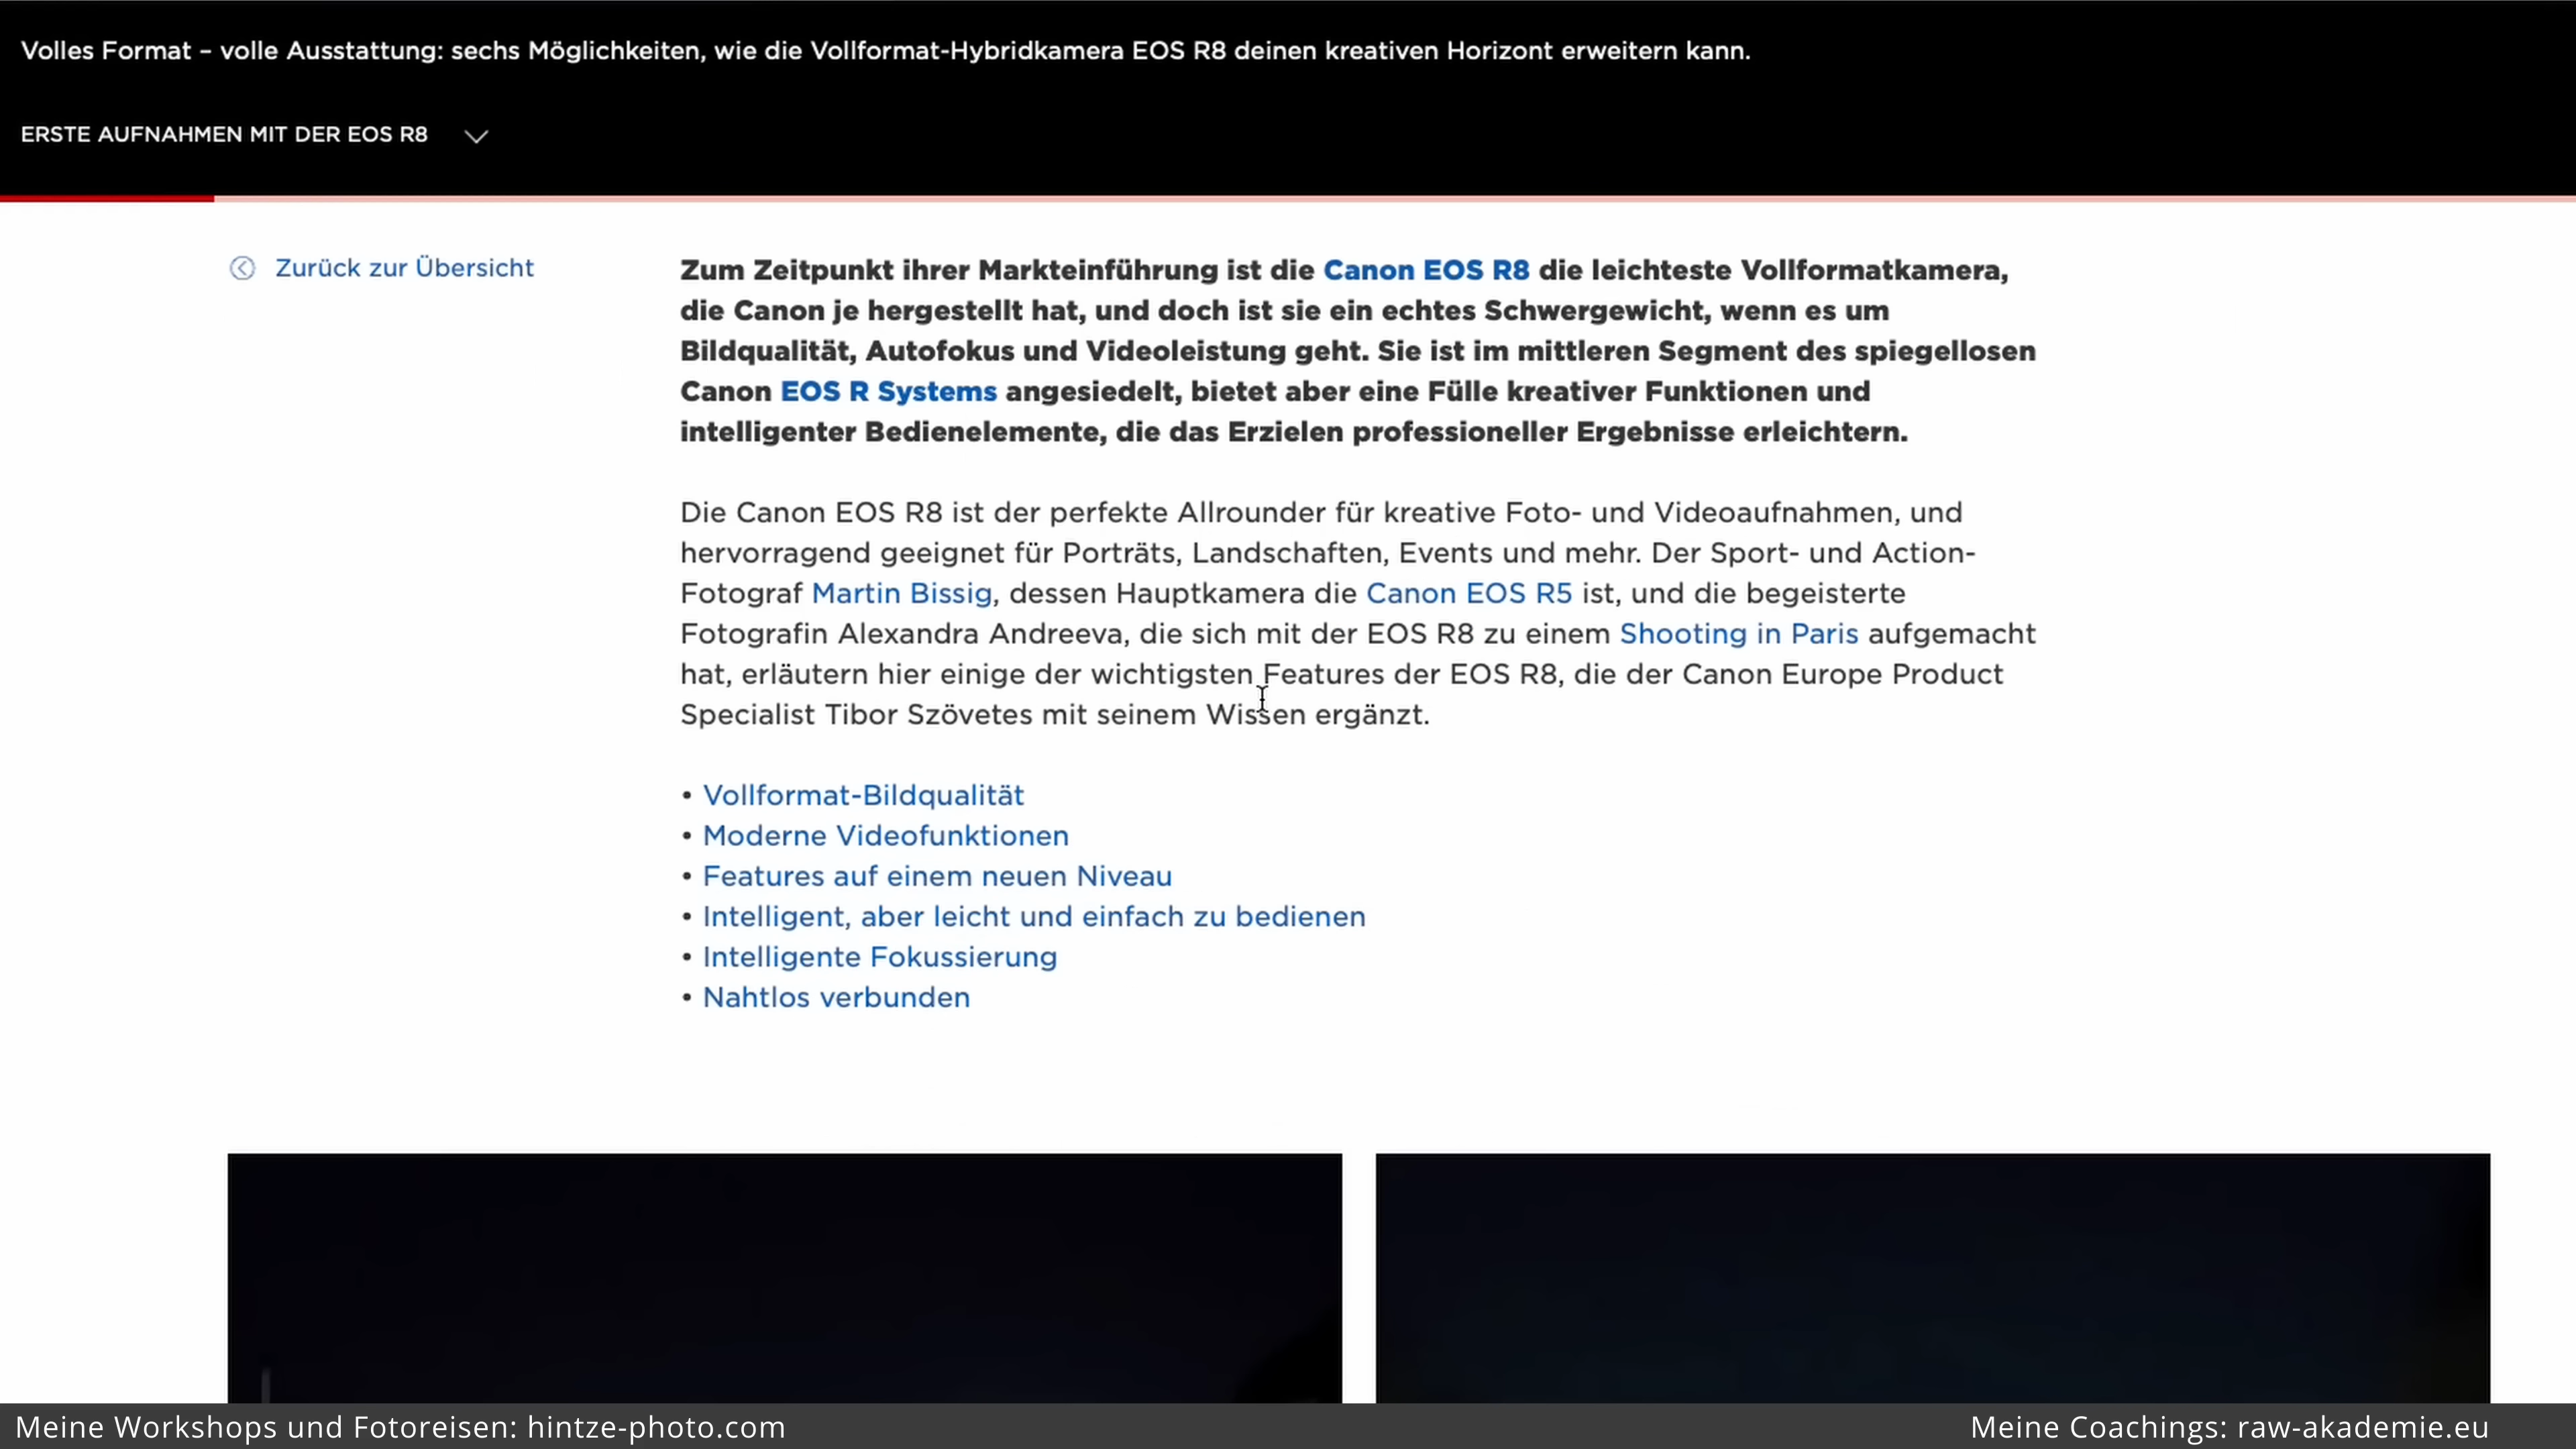 Volles Format – volle Ausstattung: sechs Möglichkeiten, wie die Vollformat-Hybridkamera EOS R8 deinen kreativen Horizont erweitern kann.
ERSTE AUFNAHMEN MIT DER EOS R8
Zurück zur Übersicht
Zum Zeitpunkt ihrer Markteinführung ist die Canon EOS R8 die leichteste Vollformatkamera,
die Canon je hergestellt hat, und doch ist sie ein echtes Schwergewicht, wenn es um
Bildqualität, Autofokus und Videoleistung geht. Sie ist im mittleren Segment des spiegellosen
Canon EOS R Systems angesiedelt, bietet aber eine Fülle kreativer Funktionen und
intelligenter Bedienelemente, die das Erzielen professioneller Ergebnisse erleichtern.
Die Canon EOS R8 ist der perfekte Allrounder für kreative Foto- und Videoaufnahmen, und
hervorragend geeignet für Porträts, Landschaften, Events und mehr. Der Sport- und Action-
Fotograf Martin Bissig, dessen Hauptkamera die Canon EOS R5 ist, und die begeisterte
Fotografin Alexandra Andreeva, die sich mit der EOS R8 zu einem Shooting in Paris aufgemacht
hat, erläutern hier einige der wichtigsten Features der EOS R8, die der Canon Europe Product
Specialist Tibor Szövetes mit seinem Wissen ergänzt.
• Vollformat-Bildqualität
• Moderne Videofunktionen
• Features auf einem neuen Niveau
• Intelligent, aber leicht und einfach zu bedienen
• Intelligente Fokussierung
• Nahtlos verbunden
Meine Workshops und Fotoreisen: hintze-photo.com
Meine Coachings: raw-akademie.eu